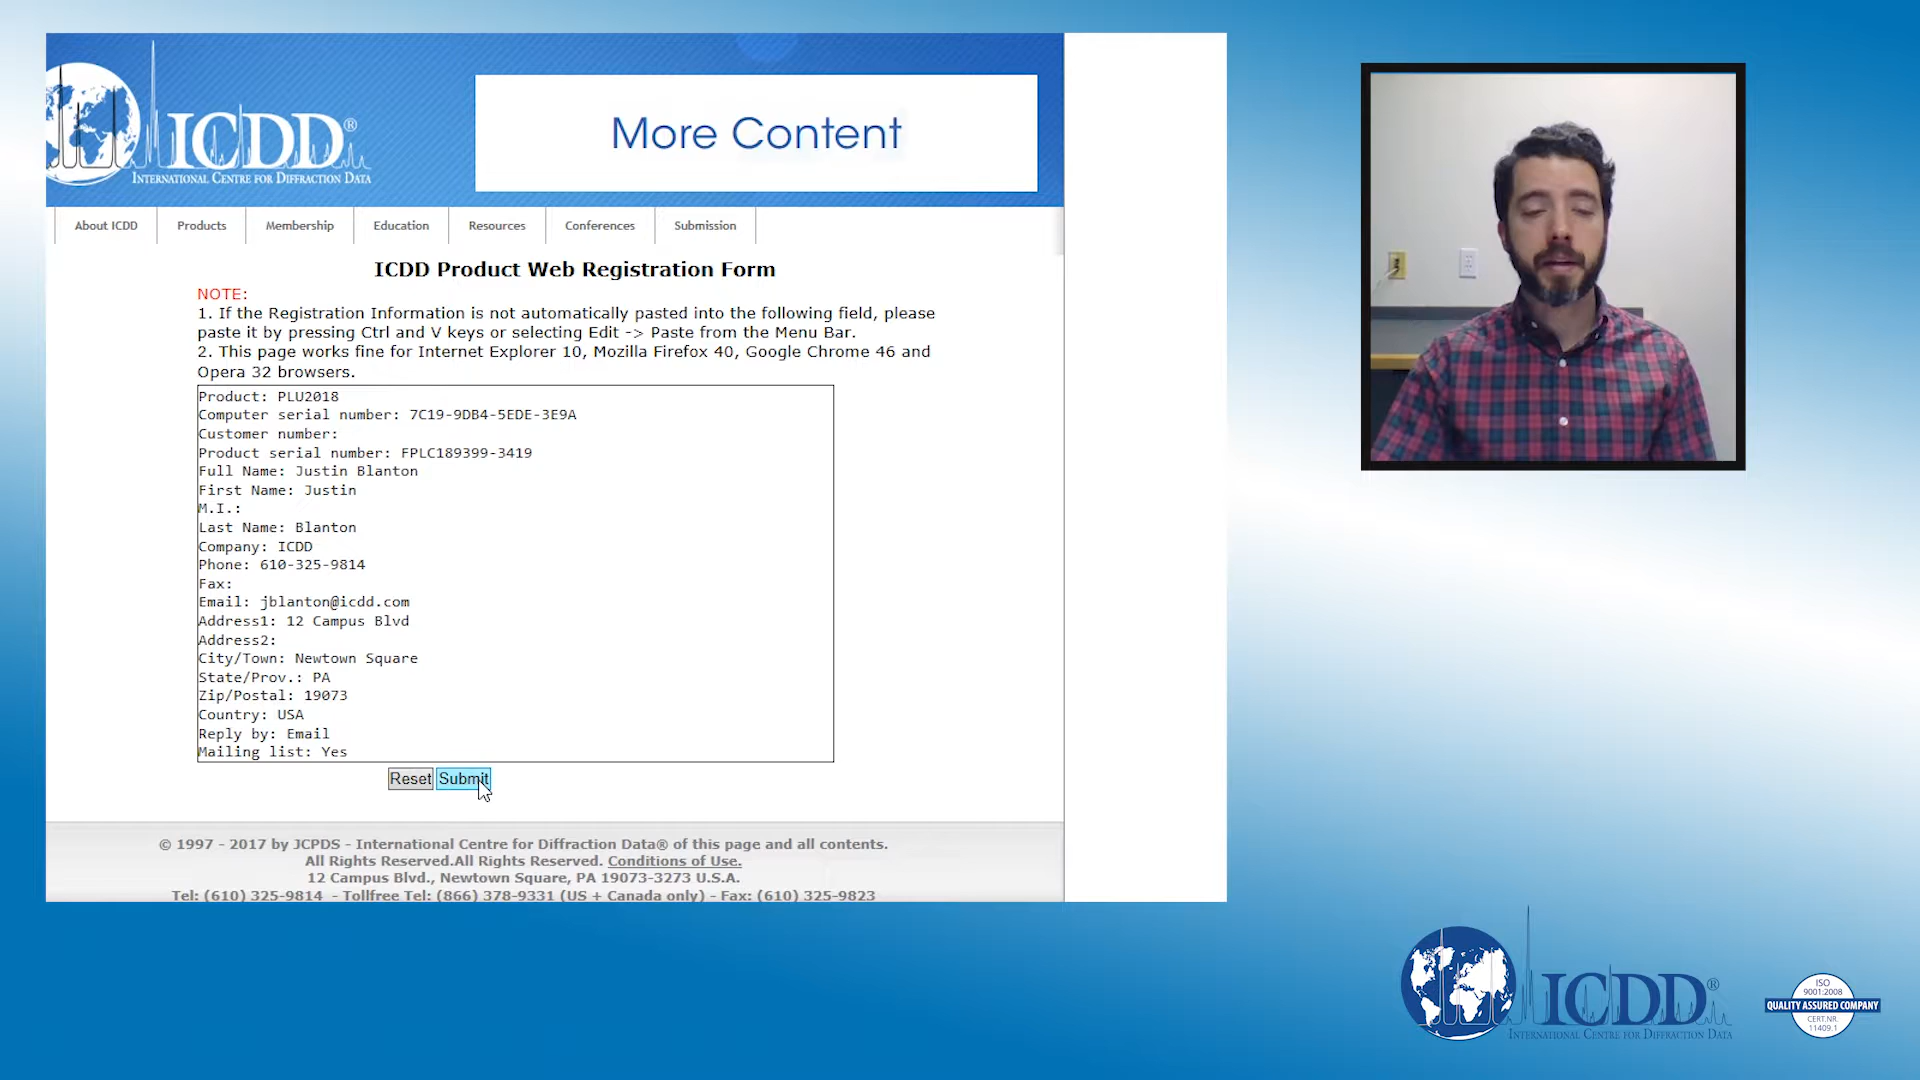 ICDD®
INTERNATIONAL CENTRE FOR DIFFRACTION DATA
More Content
About ICDD Products Membership Education Resources Conferences Submission
ICDD Product Web Registration Form
NOTE:
1. If the Registration Information is not automatically pasted into the following field, please
paste it by pressing Ctrl and V keys or selecting Edit -> Paste from the Menu Bar.
2. This page works fine for Internet Explorer 10, Mozilla Firefox 40, Google Chrome 46 and
Opera 32 browsers.
Product: PLU2018
Computer serial number: 7C19-9DB4-5EDE-3E9A
Customer number:
Product serial number: FPLC189399-3419
Full Name: Justin Blanton
First Name: Justin
M.I.:
Last Name: Blanton
Company: ICDD
Phone: 610-325-9814
Fax:
Email: jblanton@icdd.com
Address1: 12 Campus Blvd
Address2:
City/Town: Newtown Square
State/Prov.: PA
Zip/Postal: 19073
Country: USA
Reply by: Email
Mailing list: Yes
Reset Submit
© 1997 - 2017 by JCPDS - International Centre for Diffraction Data® of this page and all contents.
All Rights Reserved.All Rights Reserved. Conditions of Use.
12 Campus Blvd., Newtown Square, PA 19073-3273 U.S.A.
Tel: (610) 325-9814 - Tollfree Tel: (866) 378-9331 (US + Canada only) - Fax: (610) 325-9823
ICDD®
INTERNATIONAL CENTRE FOR DIFFRACTION DATA
ISO
9001:2008
QUALITY ASSURED COMPANY
CERT.NR.
11409.1